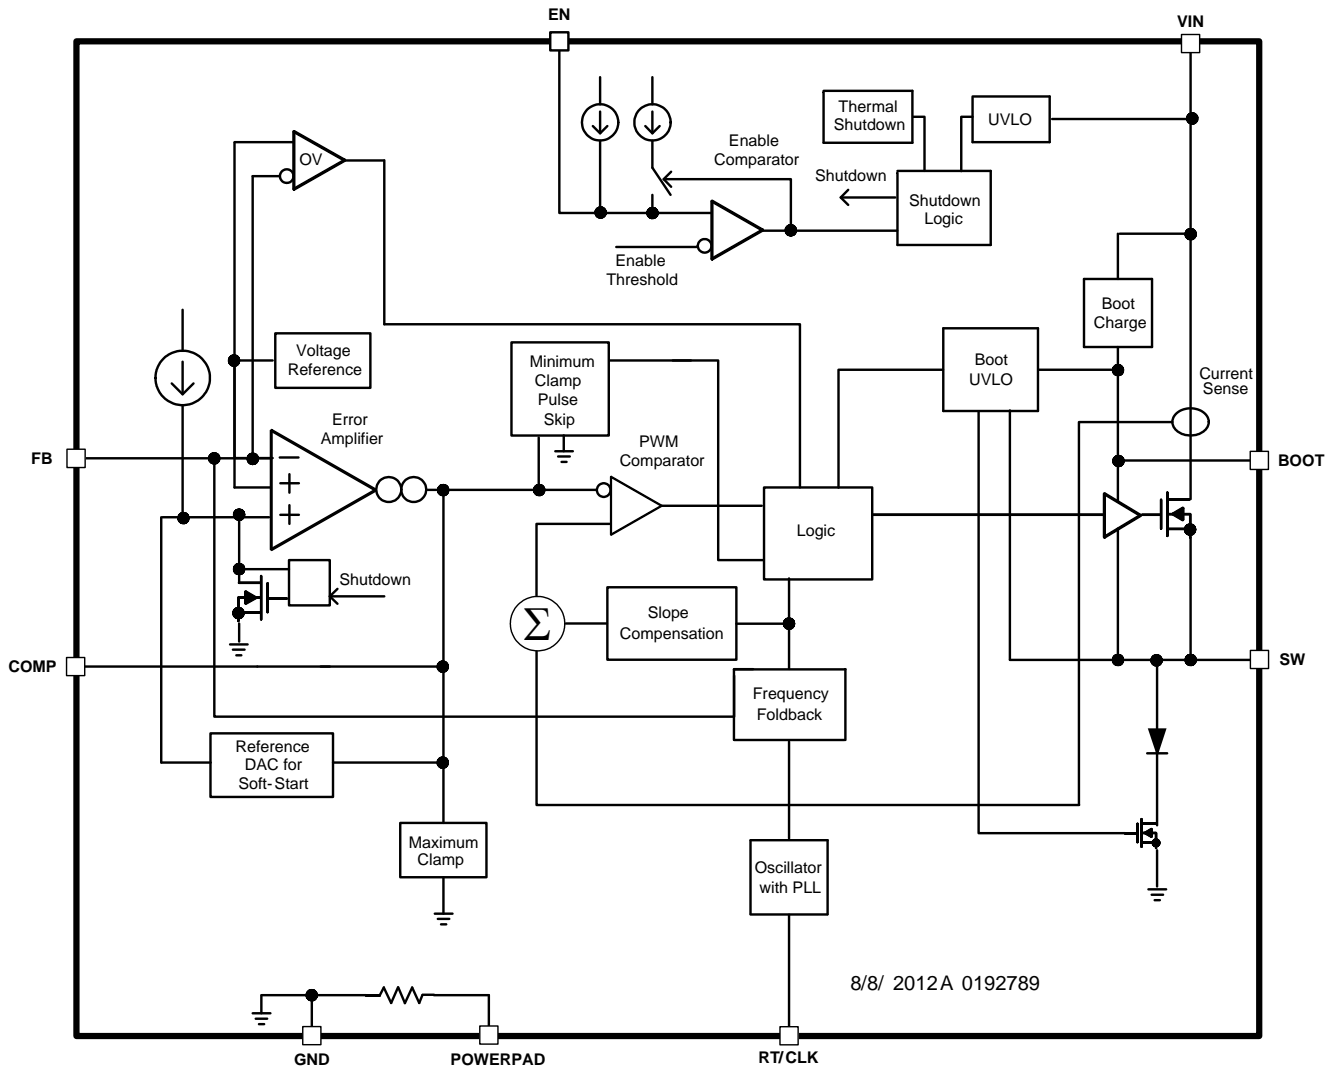 EN
VIN
Thermal
Shutdown
UVLO
Enable
Comparator
OV
Shutdown
Shutdown
Logic
Enable
Threshold
Boot
Charge
Voltage
Reference
Minimum
Clamp
Pulse
Skip
Boot
UVLO
Current
Sense
Error
Amplifier
PWM
Comparator
FB
−
+
+
BOOT
Logic
Shutdown
Σ
Slope
Compensation
COMP
SW
Frequency
Foldback
Reference
DAC for
Soft-Start
Maximum
Clamp
Oscillator
with PLL
8/8/ 2012A 0192789
GND
POWERPAD
RT/CLK